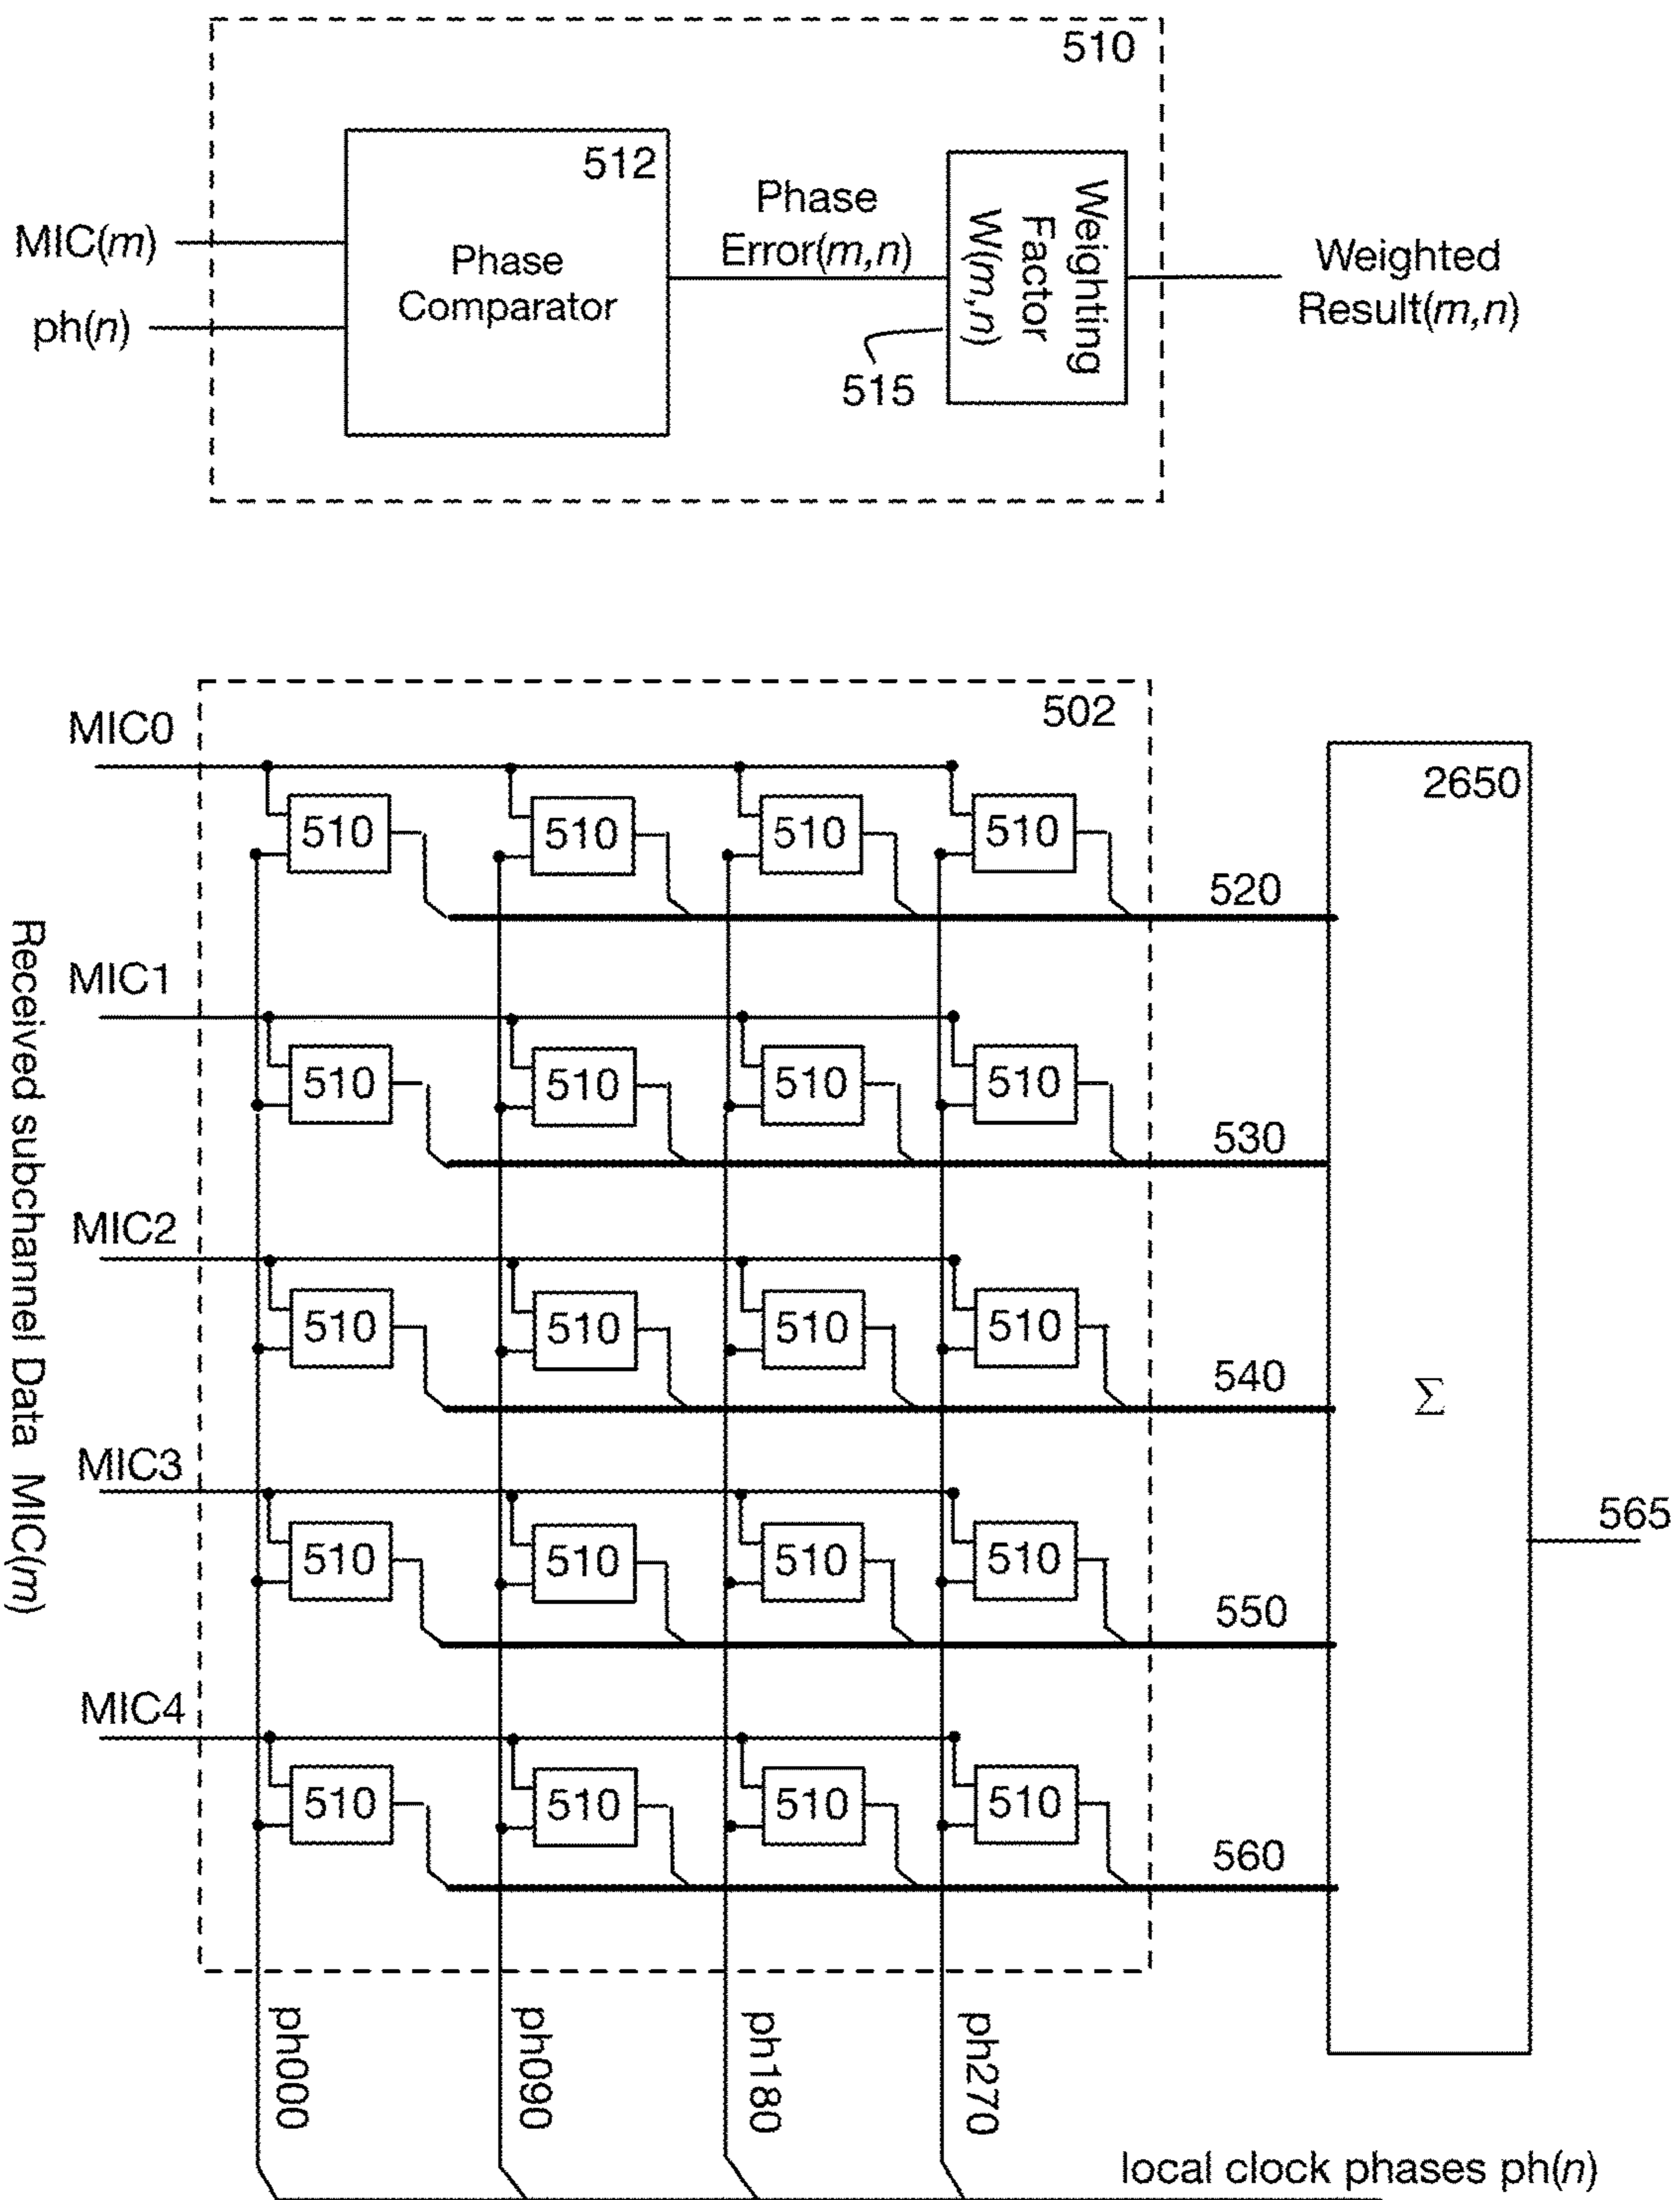 510
512
Phase
Comparator
MIC(m)
ph(n)
Phase
Error(m,n)
515
Weighting
Factor
W(m,n)
Weighted
Result(m,n)
502
2650
MIC0
510 510 510 510
520
MIC1
510 510 510 510
530
MIC2
510 510 510 510
540
Σ
MIC3
510 510 510 510
550
565
MIC4
510 510 510 510
560
Received subchannel Data MIC(m)
ph000
ph090
ph180
ph270
local clock phases ph(n)